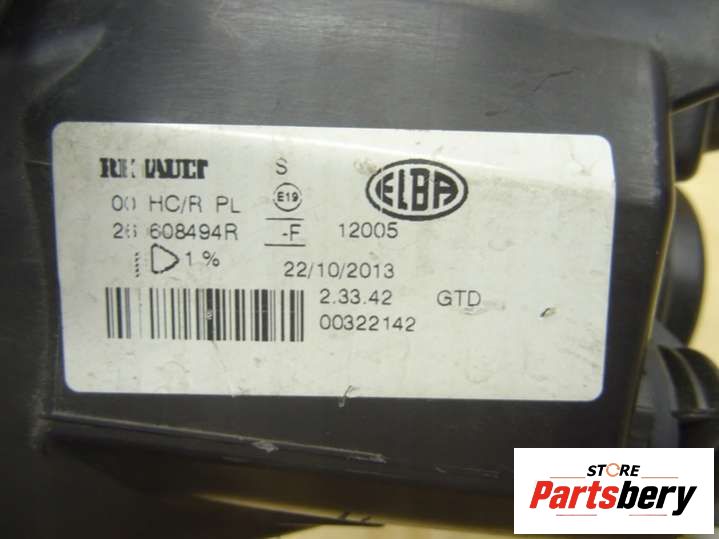 RENAULT S
ELBA
00 HC/R PL E19
26 608494R -F 12005
1 %
22/10/2013
2.33.42 GTD
00322142
STORE
Partsbery